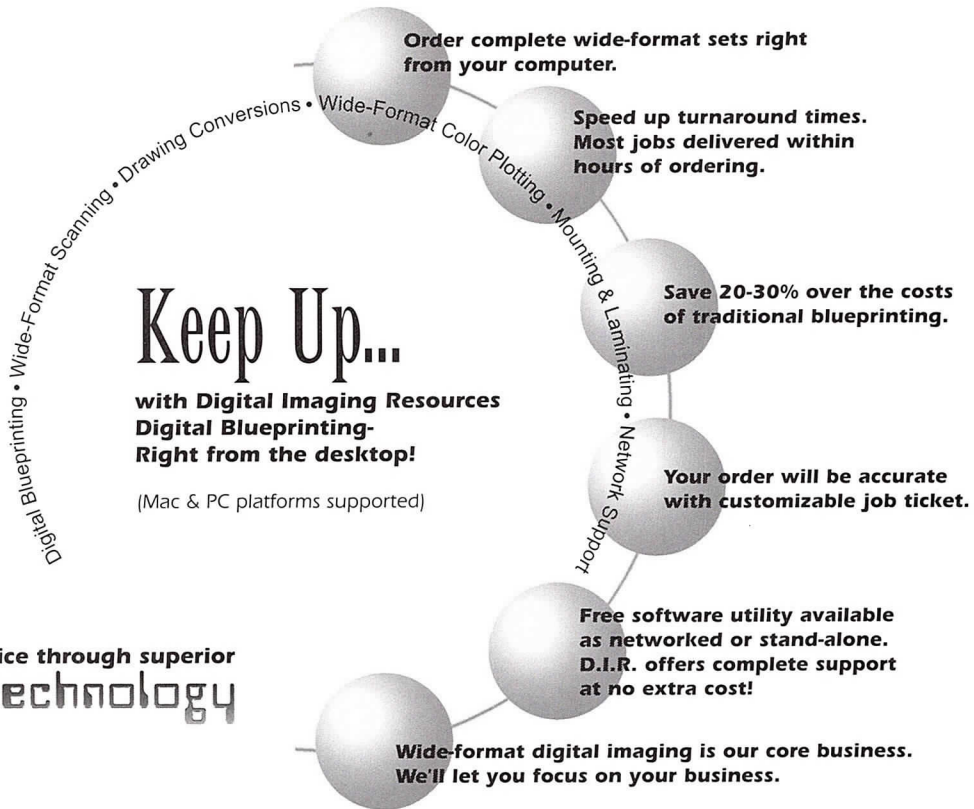 Order complete wide-format sets right
from your computer.
Speed up turnaround times.
Most jobs delivered within
hours of ordering.
Digital Blueprinting • Wide-Format Scanning • Drawing Conversions • Wide-Format Color Plotting • Mounting & Laminating • Network Support
Save 20-30% over the costs
of traditional blueprinting.
Keep Up...
with Digital Imaging Resources
Digital Blueprinting-
Right from the desktop!
(Mac & PC platforms supported)
Your order will be accurate
with customizable job ticket.
Free software utility available
as networked or stand-alone.
D.I.R. offers complete support
at no extra cost!
ice through superior
echnology
Wide-format digital imaging is our core business.
We'll let you focus on your business.